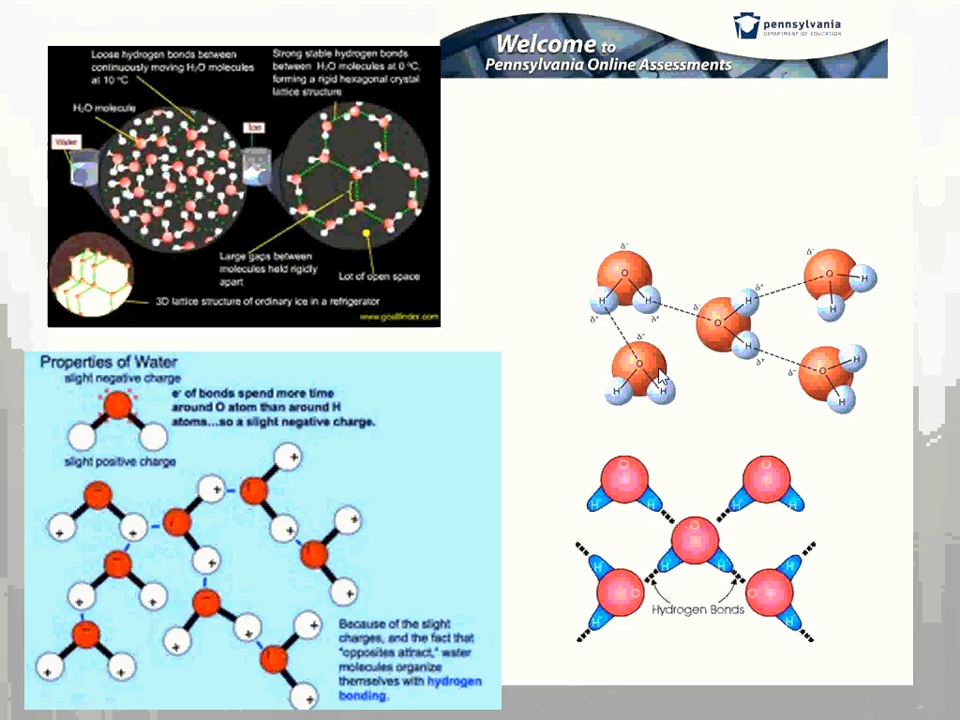 pennsylvania
DEPARTMENT OF EDUCATION
Welcome to
Pennsylvania Online Assessments
Loose hydrogen bonds between
continuously moving H₂O molecules
at 10 °C
Strong stable hydrogen bonds
between H₂O molecules at 0 °C,
forming a rigid hexagonal crystal
lattice structure
H₂O molecule
Water
Ice
Large gaps between
molecules held rigidly
apart
Lot of open space
3D lattice structure of ordinary ice in a refrigerator
www.goalfinder.com
δ⁻
O
H
H
δ⁺
δ⁺
δ⁻
O
H
H
δ⁺
δ⁺
δ⁻
O
H
H
δ⁻
O
H
H
δ⁻
O
H
H
Properties of Water
slight negative charge
e⁻ of bonds spend more time
around O atom than around H
atoms...so a slight negative charge.
slight positive charge
Because of the slight
charges, and the fact that
"opposites attract," water
molecules organize
themselves with hydrogen
bonding.
O
H
H
O
H
H
O
H
H
H
O
H
H
O
H
Hydrogen Bonds